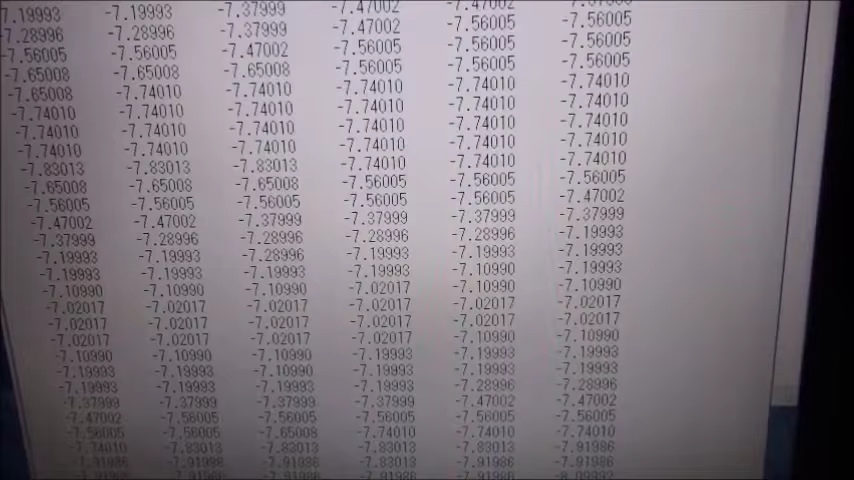 7.19993 -7.19993 -7.37999 -7.47002 -7.47002
-7.28996 -7.28996 -7.37999 -7.47002 -7.56005 -7.56005
-7.56005 -7.56005 -7.47002 -7.56005 -7.56005 -7.56005
-7.65008 -7.65008 -7.65008 -7.56005 -7.56005 -7.56005
-7.65008 -7.74010 -7.74010 -7.74010 -7.74010 -7.74010
-7.74010 -7.74010 -7.74010 -7.74010 -7.74010 -7.74010
-7.74010 -7.74010 -7.74010 -7.74010 -7.74010 -7.74010
-7.74010 -7.74010 -7.74010 -7.74010 -7.74010 -7.74010
-7.83013 -7.83013 -7.83013 -7.74010 -7.74010 -7.74010
-7.65008 -7.65008 -7.65008 -7.56005 -7.56005 -7.56005
-7.56005 -7.56005 -7.56005 -7.56005 -7.56005 -7.47002
-7.47002 -7.47002 -7.37999 -7.37999 -7.37999 -7.37999
-7.37999 -7.28996 -7.28996 -7.28996 -7.28996 -7.19993
-7.19993 -7.19993 -7.28996 -7.19993 -7.19993 -7.19993
-7.19993 -7.19993 -7.19993 -7.19993 -7.10990 -7.19993
-7.10990 -7.10990 -7.10990 -7.02017 -7.10990 -7.10990
-7.02017 -7.02017 -7.02017 -7.02017 -7.02017 -7.02017
-7.02017 -7.02017 -7.02017 -7.02017 -7.02017 -7.02017
-7.02017 -7.02017 -7.02017 -7.02017 -7.10990 -7.10990
-7.10990 -7.10990 -7.10990 -7.19993 -7.19993 -7.19993
-7.19993 -7.19993 -7.10990 -7.19993 -7.19993 -7.19993
-7.19993 -7.19993 -7.19993 -7.19993 -7.28996 -7.28996
-7.37999 -7.37999 -7.37999 -7.37999 -7.47002 -7.47002
-7.47002 -7.56005 -7.56005 -7.56005 -7.56005 -7.56005
-7.56005 -7.56005 -7.65008 -7.74010 -7.74010 -7.74010
-7.74010 -7.83013 -7.83013 -7.83013 -7.83013 -7.91986
-7.91986 -7.91986 -7.91986 -7.83013 -7.91986 -7.91986